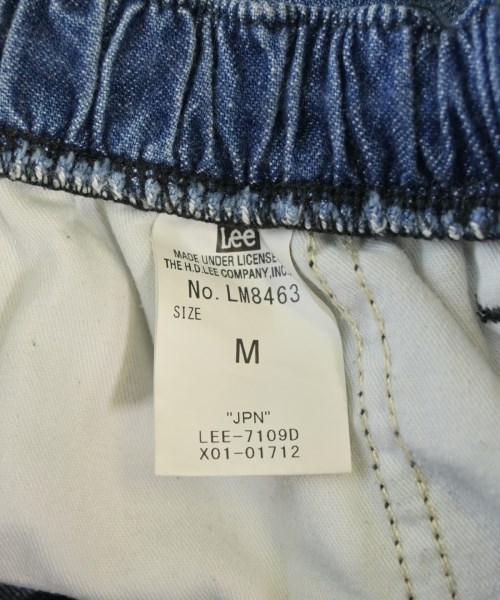 Lee
MADE UNDER LICENSE
THE H.D.LEE COMPANY,INC.,
No. LM8463
SIZE
M
"JPN"
LEE-7109D
X01-01712